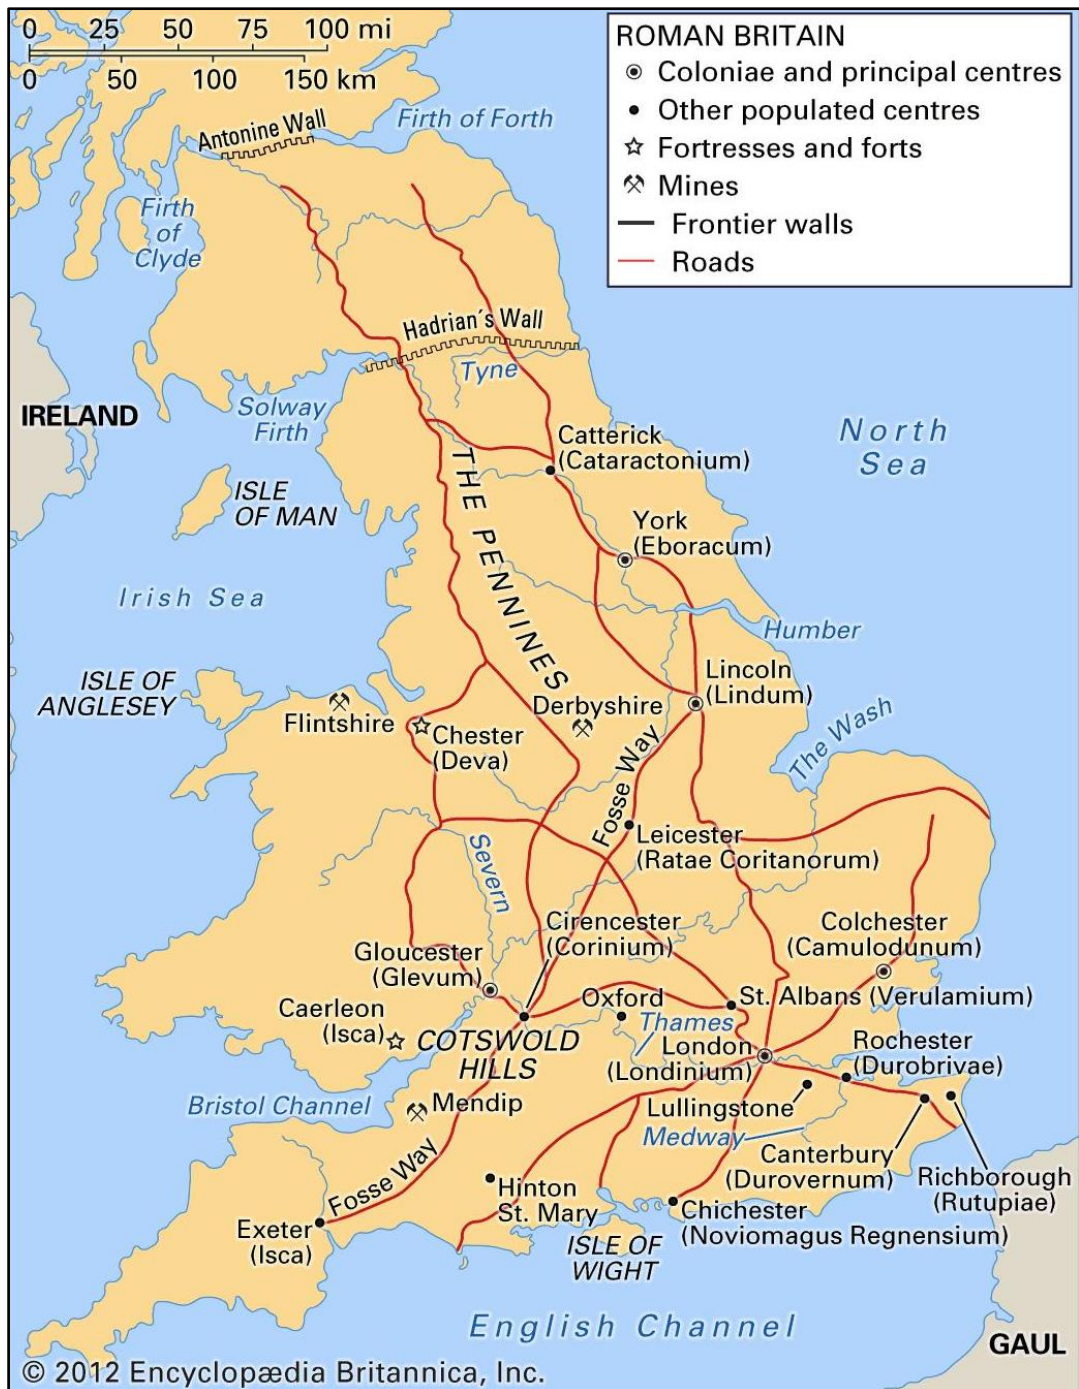 0 25 50 75 100 mi
0 50 100 150 km
ROMAN BRITAIN
Coloniae and principal centres
Other populated centres
Fortresses and forts
Mines
Frontier walls
Roads
Antonine Wall
Firth of Forth
Firth
of
Clyde
Hadrian's Wall
Tyne
IRELAND
Solway
Firth
North
Sea
Catterick
(Cataractonium)
THE PENNINES
ISLE
OF MAN
York
(Eboracum)
Irish Sea
Humber
ISLE OF
ANGLESEY
Lincoln
(Lindum)
Flintshire
Derbyshire
Chester
(Deva)
The Wash
Fosse Way
Leicester
(Ratae Coritanorum)
Severn
Cirencester
(Corinium)
Colchester
(Camulodunum)
Gloucester
(Glevum)
Caerleon
(Isca)
Oxford
St. Albans (Verulamium)
Thames
COTSWOLD
HILLS
London
(Londinium)
Rochester
(Durobrivae)
Bristol Channel
Mendip
Lullingstone
Medway
Canterbury
(Durovernum)
Richborough
(Rutupiae)
Fosse Way
Hinton
St. Mary
Chichester
(Noviomagus Regnensium)
Exeter
(Isca)
ISLE OF
WIGHT
English Channel
GAUL
© 2012 Encyclopædia Britannica, Inc.